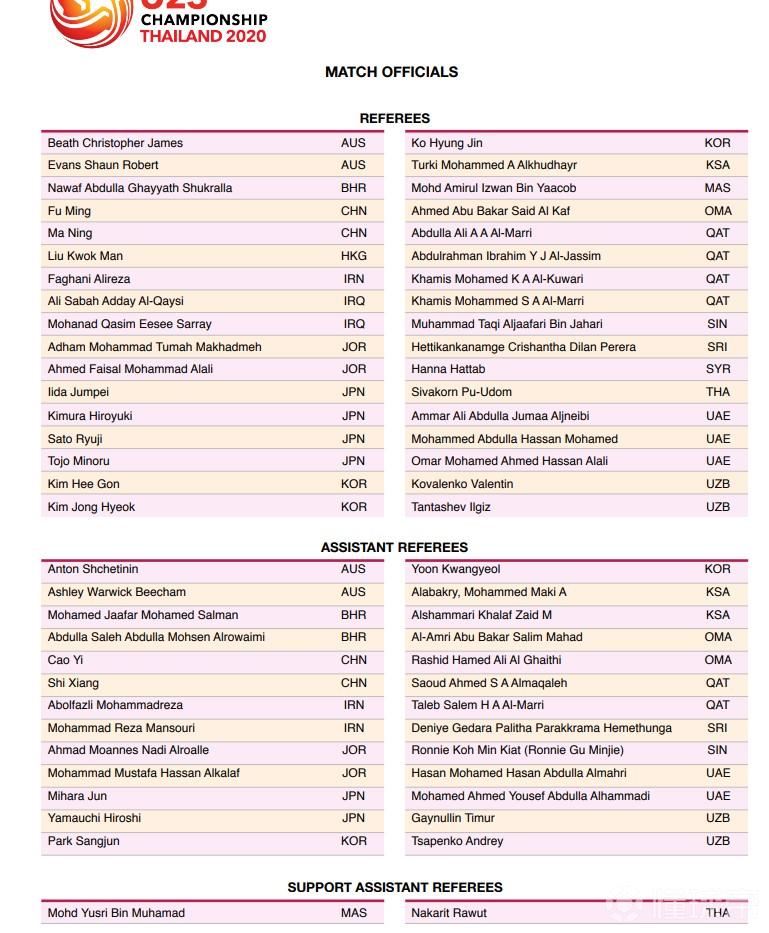 U23
CHAMPIONSHIP
THAILAND 2020
MATCH OFFICIALS
REFEREES
Beath Christopher James AUS
Evans Shaun Robert AUS
Nawaf Abdulla Ghayyath Shukralla BHR
Fu Ming CHN
Ma Ning CHN
Liu Kwok Man HKG
Faghani Alireza IRN
Ali Sabah Adday Al-Qaysi IRQ
Mohanad Qasim Eesee Sarray IRQ
Adham Mohammad Tumah Makhadmeh JOR
Ahmed Faisal Mohammad Alali JOR
Iida Jumpei JPN
Kimura Hiroyuki JPN
Sato Ryuji JPN
Tojo Minoru JPN
Kim Hee Gon KOR
Kim Jong Hyeok KOR
Ko Hyung Jin KOR
Turki Mohammed A Alkhudhayr KSA
Mohd Amirul Izwan Bin Yaacob MAS
Ahmed Abu Bakar Said Al Kaf OMA
Abdulla Ali A A Al-Marri QAT
Abdulrahman Ibrahim Y J Al-Jassim QAT
Khamis Mohamed K A Al-Kuwari QAT
Khamis Mohammed S A Al-Marri QAT
Muhammad Taqi Aljaafari Bin Jahari SIN
Hettikankanamge Crishantha Dilan Perera SRI
Hanna Hattab SYR
Sivakorn Pu-Udom THA
Ammar Ali Abdulla Jumaa Aljneibi UAE
Mohammed Abdulla Hassan Mohamed UAE
Omar Mohamed Ahmed Hassan Alali UAE
Kovalenko Valentin UZB
Tantashev Ilgiz UZB
ASSISTANT REFEREES
Anton Shchetinin AUS
Ashley Warwick Beecham AUS
Mohamed Jaafar Mohamed Salman BHR
Abdulla Saleh Abdulla Mohsen Alrowaimi BHR
Cao Yi CHN
Shi Xiang CHN
Abolfazli Mohammadreza IRN
Mohammad Reza Mansouri IRN
Ahmad Moannes Nadi Alroalle JOR
Mohammad Mustafa Hassan Alkalaf JOR
Mihara Jun JPN
Yamauchi Hiroshi JPN
Park Sangjun KOR
Yoon Kwangyeol KOR
Alabakry, Mohammed Maki A KSA
Alshammari Khalaf Zaid M KSA
Al-Amri Abu Bakar Salim Mahad OMA
Rashid Hamed Ali Al Ghaithi OMA
Saoud Ahmed S A Almaqaleh QAT
Taleb Salem H A Al-Marri QAT
Deniye Gedara Palitha Parakkrama Hemethunga SRI
Ronnie Koh Min Kiat (Ronnie Gu Minjie) SIN
Hasan Mohamed Hasan Abdulla Almahri UAE
Mohamed Ahmed Yousef Abdulla Alhammadi UAE
Gaynullin Timur UZB
Tsapenko Andrey UZB
SUPPORT ASSISTANT REFEREES
Mohd Yusri Bin Muhamad MAS
Nakarit Rawut THA
懂球帝